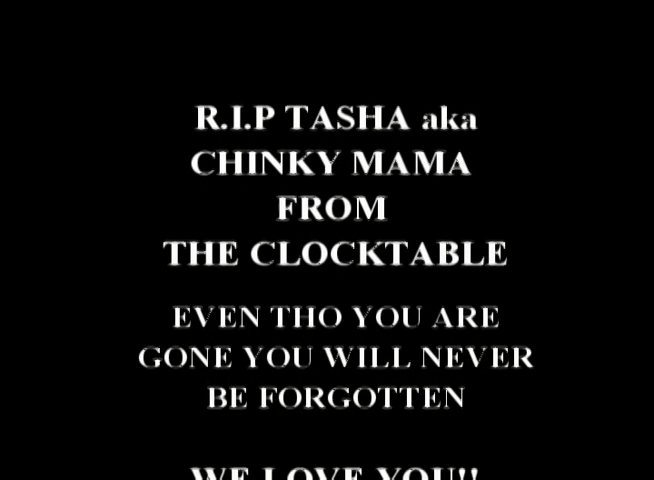 R.I.P TASHA aka
CHINKY MAMA
FROM
THE CLOCKTABLE
EVEN THO YOU ARE
GONE YOU WILL NEVER
BE FORGOTTEN
WE LOVE YOU!!